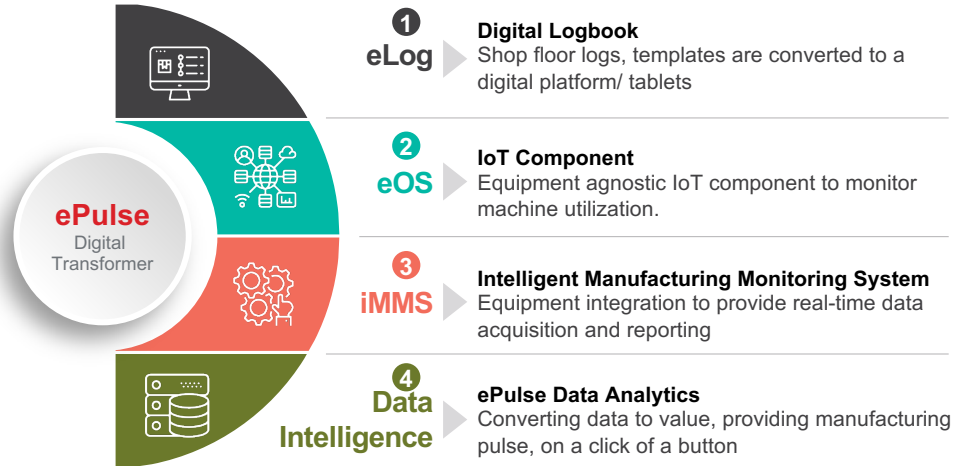 ePulse
Digital
Transformer
1
eLog
Digital Logbook
Shop floor logs, templates are converted to a
digital platform/ tablets
2
eOS
IoT Component
Equipment agnostic IoT component to monitor
machine utilization.
3
iMMS
Intelligent Manufacturing Monitoring System
Equipment integration to provide real-time data
acquisition and reporting
4
Data
Intelligence
ePulse Data Analytics
Converting data to value, providing manufacturing
pulse, on a click of a button